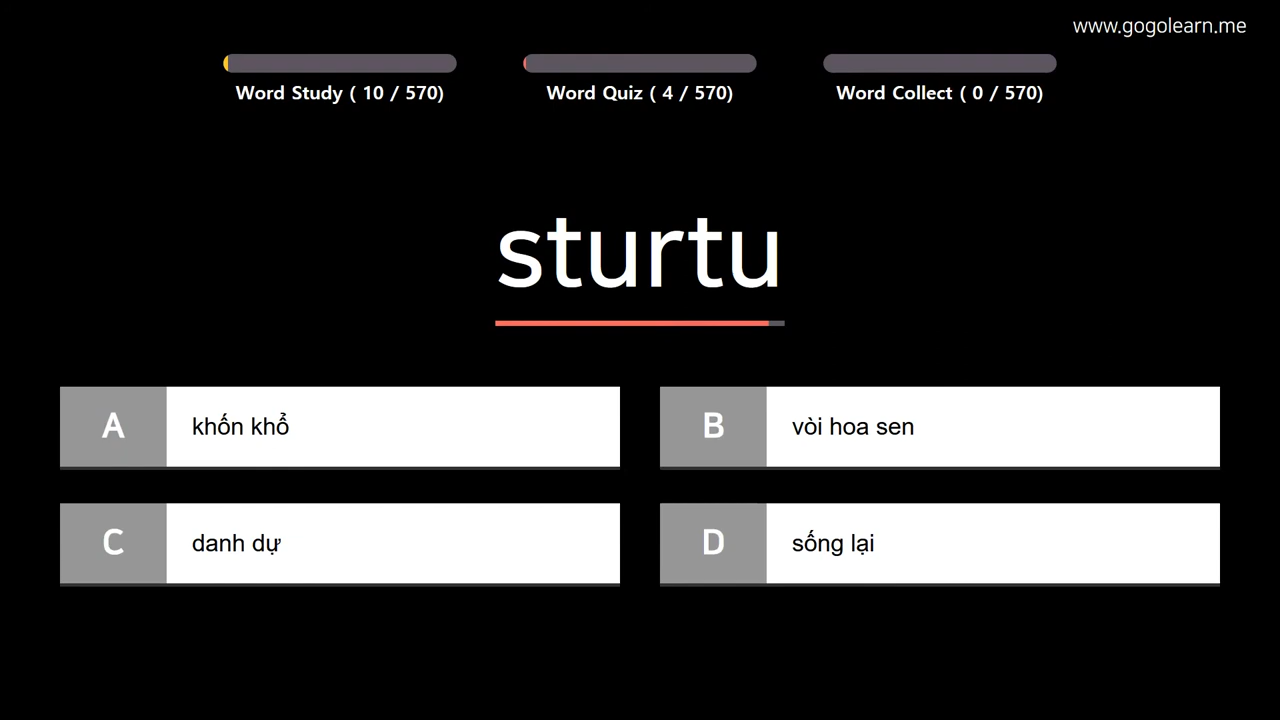 www.gogolearn.me
Word Study ( 10 / 570)
Word Quiz ( 4 / 570)
Word Collect ( 0 / 570)
sturtu
A khốn khổ
B vòi hoa sen
C danh dự
D sống lại